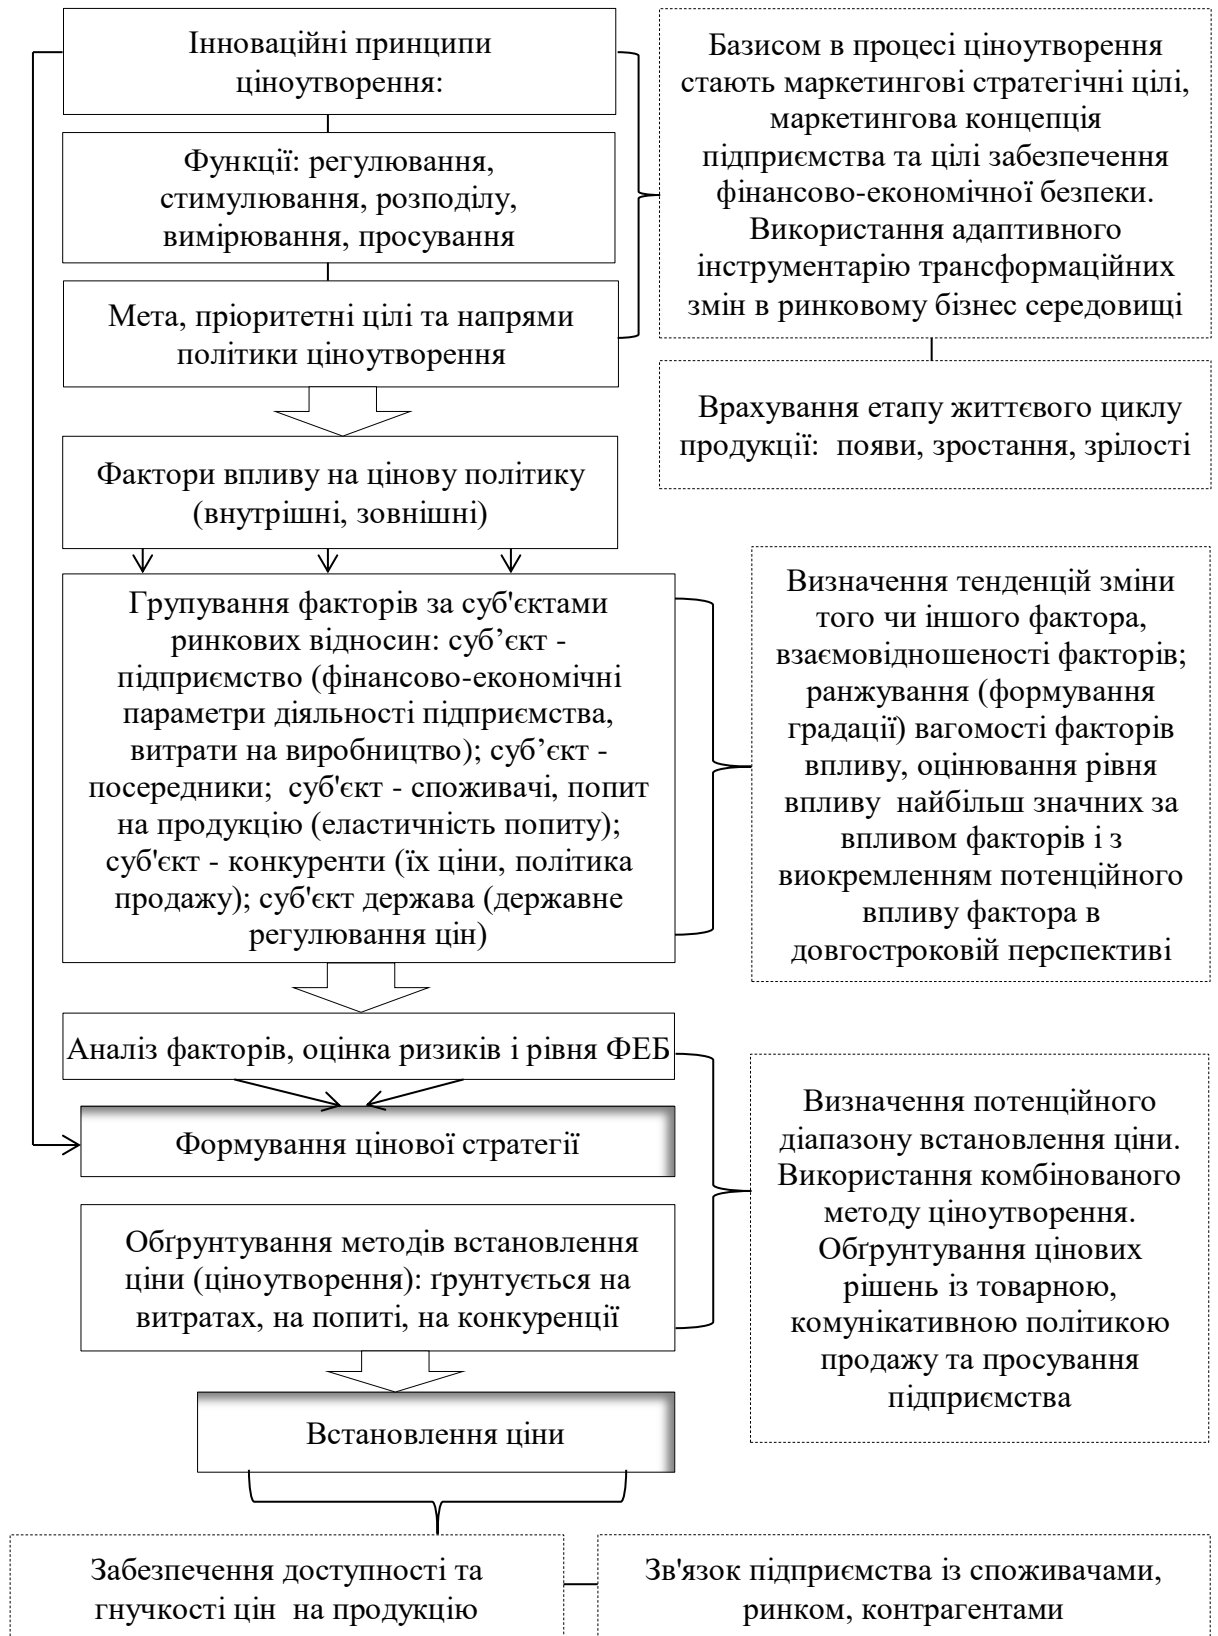 Інноваційні принципи
ціноутворення:
Функції: регулювання,
стимулювання, розподілу,
вимірювання, просування
Мета, пріоритетні цілі та напрями
політики ціноутворення
Базисом в процесі ціноутворення
стають маркетингові стратегічні цілі,
маркетингова концепція
підприємства та цілі забезпечення
фінансово-економічної безпеки.
Використання адаптивного
інструментарію трансформаційних
змін в ринковому бізнес середовищі
Врахування етапу життєвого циклу
продукції: появи, зростання, зрілості
Фактори впливу на цінову політику
(внутрішні, зовнішні)
Групування факторів за суб'єктами
ринкових відносин: суб’єкт -
підприємство (фінансово-економічні
параметри діяльності підприємства,
витрати на виробництво); суб’єкт -
посередники; суб'єкт - споживачі, попит
на продукцію (еластичність попиту);
суб'єкт - конкуренти (їх ціни, політика
продажу); суб'єкт держава (державне
регулювання цін)
Визначення тенденцій зміни
того чи іншого фактора,
взаємовідношеності факторів;
ранжування (формування
градації) вагомості факторів
впливу, оцінювання рівня
впливу найбільш значних за
впливом факторів і з
виокремленням потенційного
впливу фактора в
довгостроковій перспективі
Аналіз факторів, оцінка ризиків і рівня ФЕБ
Формування цінової стратегії
Обґрунтування методів встановлення
ціни (ціноутворення): ґрунтується на
витратах, на попиті, на конкуренції
Визначення потенційного
діапазону встановлення ціни.
Використання комбінованого
методу ціноутворення.
Обґрунтування цінових
рішень із товарною,
комунікативною політикою
продажу та просування
підприємства
Встановлення ціни
Забезпечення доступності та
гнучкості цін на продукцію
Зв'язок підприємства із споживачами,
ринком, контрагентами